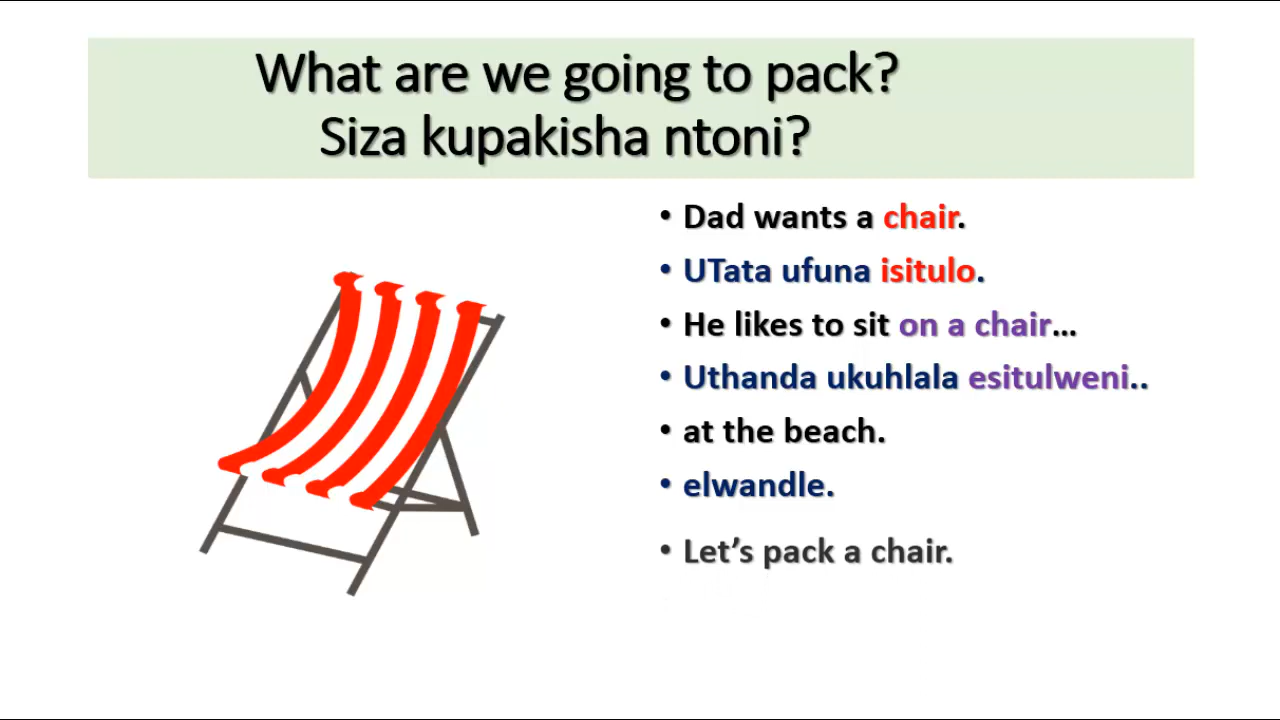 What are we going to pack?
Siza kupakisha ntoni?
• Dad wants a chair.
• UTata ufuna isitulo.
• He likes to sit on a chair…
• Uthanda ukuhlala esitulweni..
• at the beach.
• elwandle.
• Let’s pack a chair.